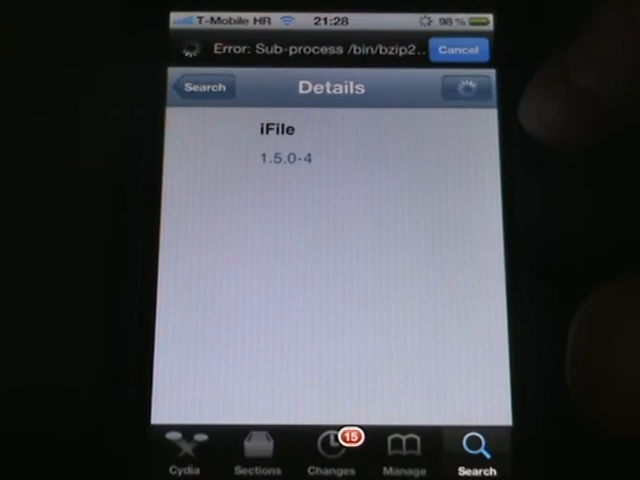 T-Mobile HR 21:28 98%
Error: Sub-process /bin/bzip2.. Cancel
Search Details
iFile
1.5.0-4
15
Cydia Sections Changes Manage Search